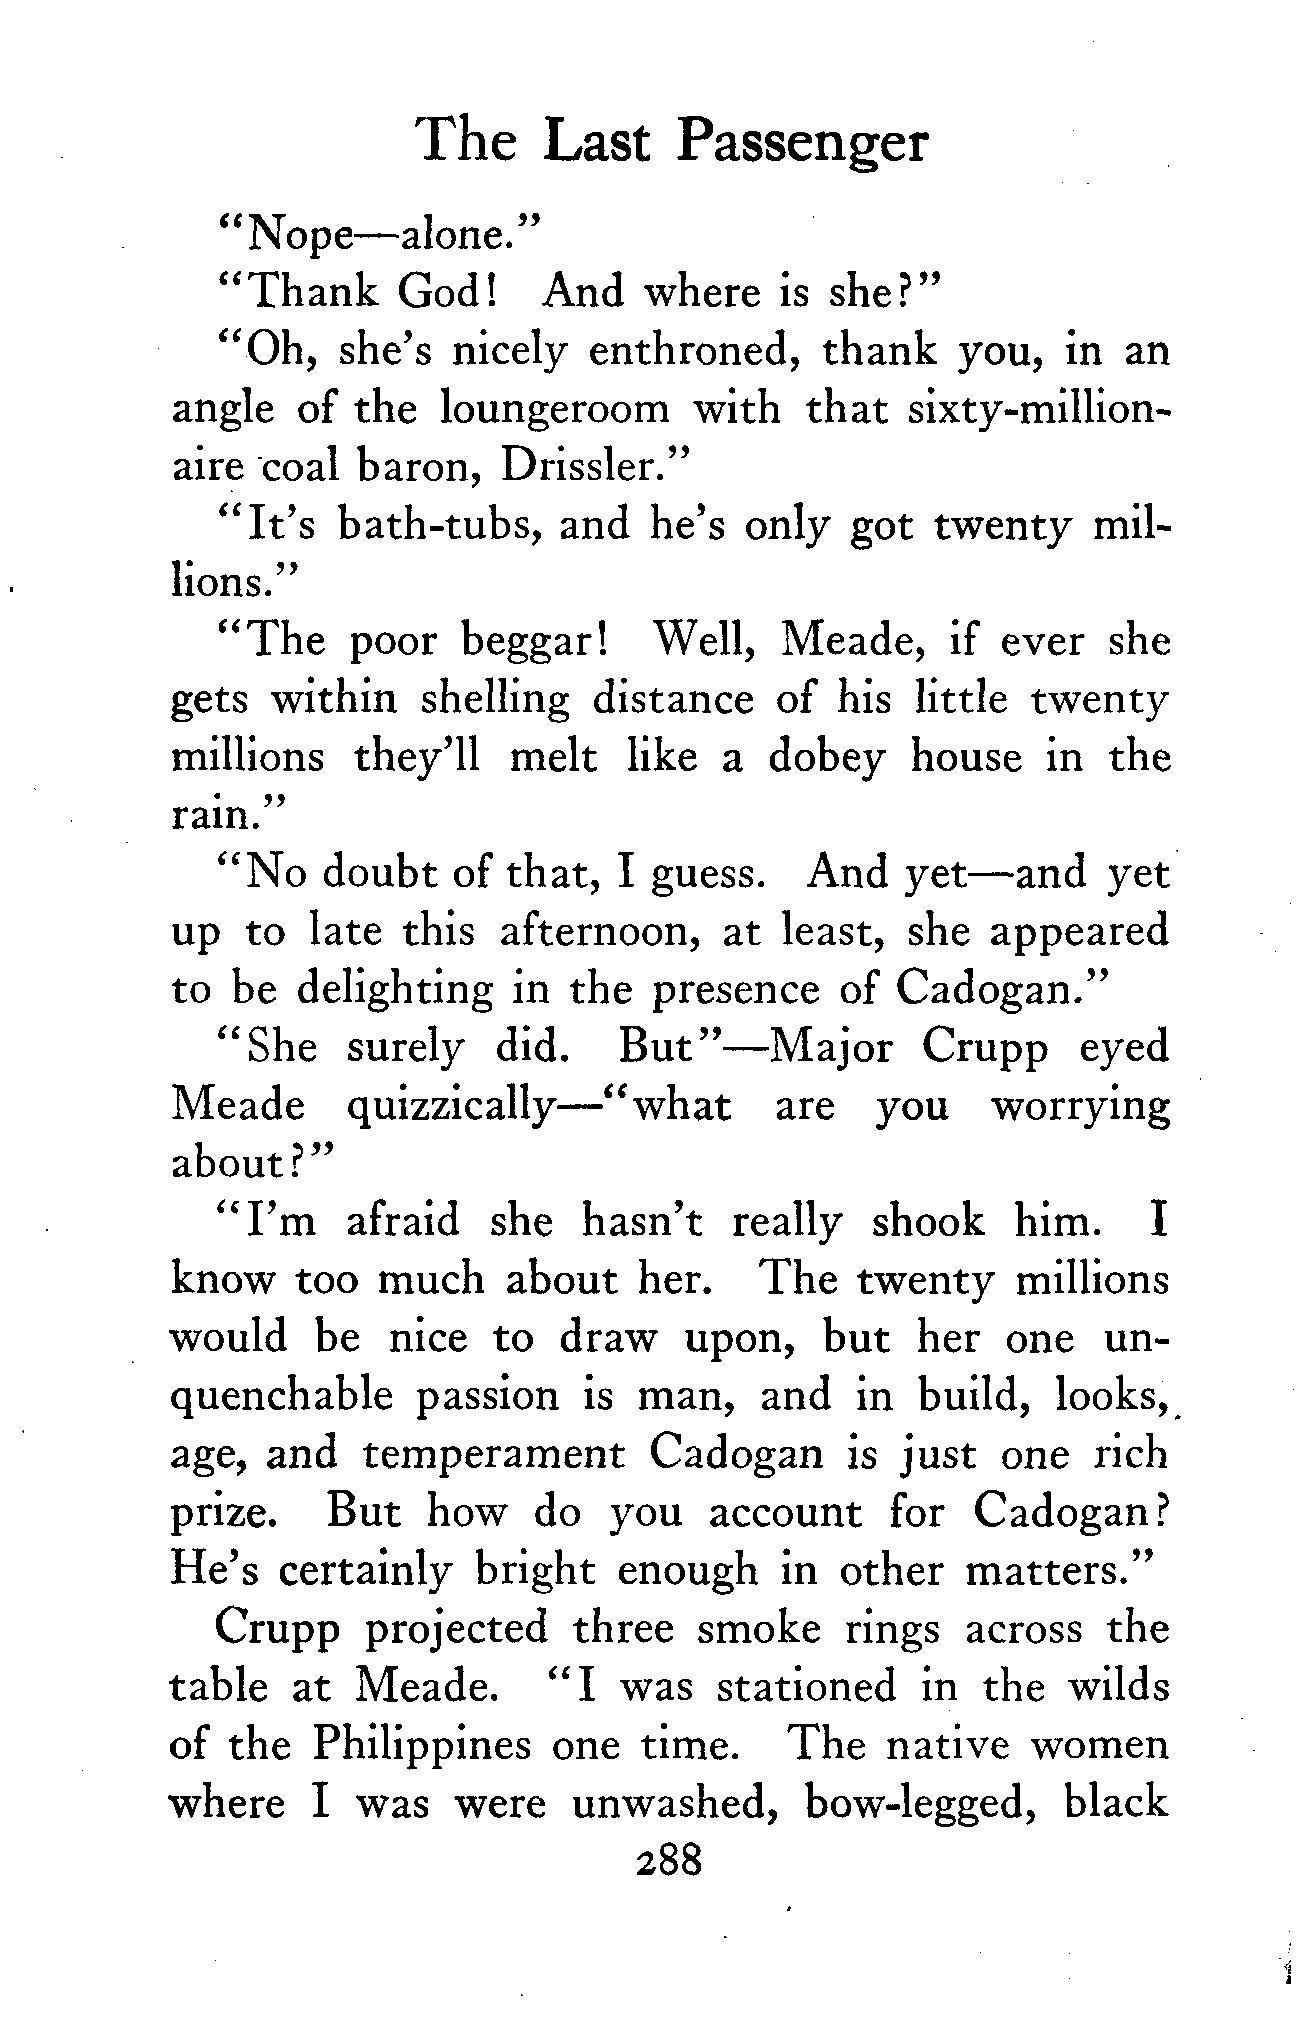 The Last Passenger
“Nope—alone.”
“Thank God! And where is she?”
“Oh, she’s nicely enthroned, thank you, in an
angle of the loungeroom with that sixty-million-
aire coal baron, Drissler.”
“It’s bath-tubs, and he’s only got twenty mil-
lions.”
“The poor beggar! Well, Meade, if ever she
gets within shelling distance of his little twenty
millions they’ll melt like a dobey house in the
rain.”
“No doubt of that, I guess. And yet—and yet
up to late this afternoon, at least, she appeared
to be delighting in the presence of Cadogan.”
“She surely did. But”—Major Crupp eyed
Meade quizzically—“what are you worrying
about?”
“I’m afraid she hasn’t really shook him. I
know too much about her. The twenty millions
would be nice to draw upon, but her one un-
quenchable passion is man, and in build, looks,
age, and temperament Cadogan is just one rich
prize. But how do you account for Cadogan?
He’s certainly bright enough in other matters.”
Crupp projected three smoke rings across the
table at Meade. “I was stationed in the wilds
of the Philippines one time. The native women
where I was were unwashed, bow-legged, black
288